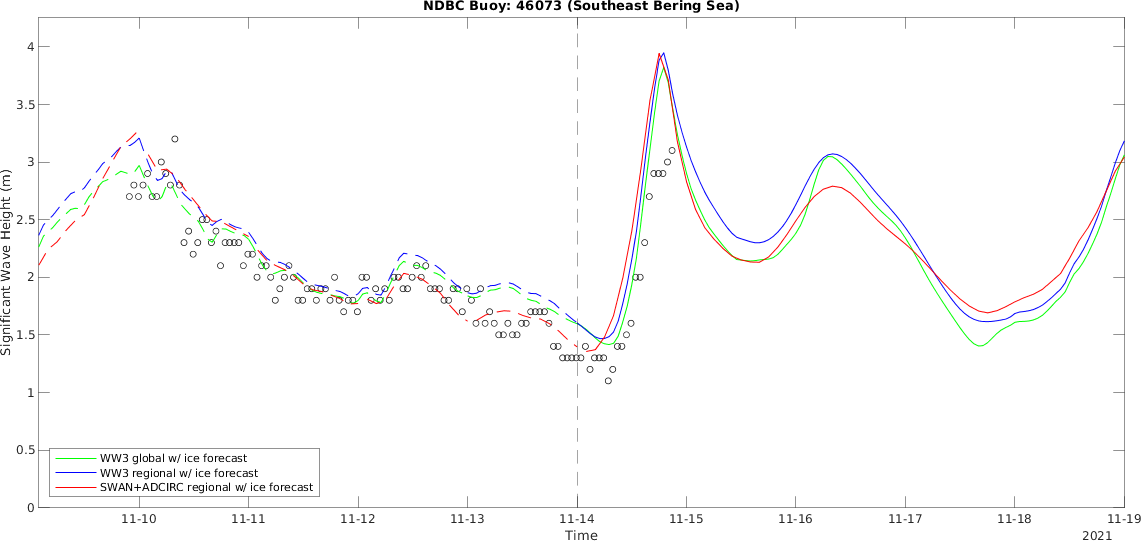 NDBC Buoy: 46073 (Southeast Bering Sea)
Significant Wave Height (m)
4
3.5
3
2.5
2
1.5
1
0.5
0
WW3 global w/ ice forecast
WW3 regional w/ ice forecast
SWAN+ADCIRC regional w/ ice forecast
11-10 11-11 11-12 11-13 11-14 11-15 11-16 11-17 11-18 11-19
Time
2021